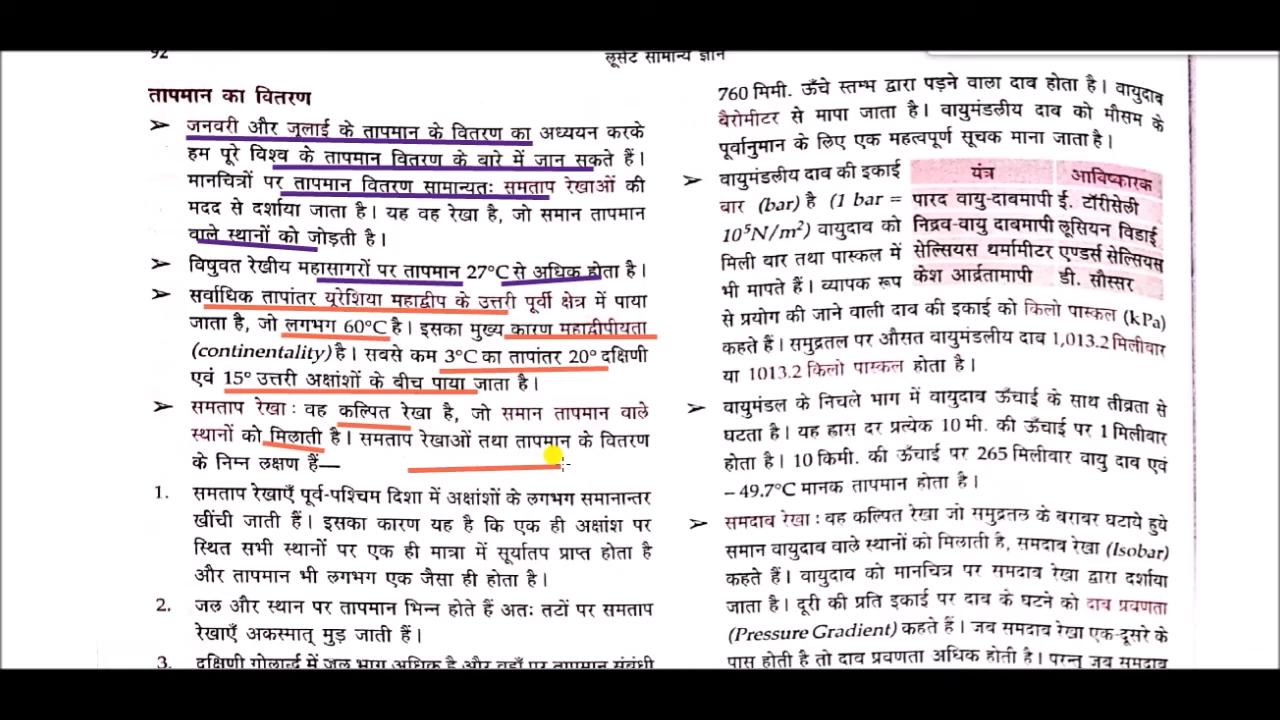 92
लूसेंट सामान्य ज्ञान
तापमान का वितरण
➢ जनवरी और जुलाई के तापमान के वितरण का अध्ययन करके
हम पूरे विश्व के तापमान वितरण के बारे में जान सकते हैं।
मानचित्रों पर तापमान वितरण सामान्यतः समताप रेखाओं की
मदद से दर्शाया जाता है। यह वह रेखा है, जो समान तापमान
वाले स्थानों को जोड़ती है।
➢ विषुवत रेखीय महासागरों पर तापमान 27°C से अधिक होता है।
➢ सर्वाधिक तापांतर यूरेशिया महाद्वीप के उत्तरी पूर्वी क्षेत्र में पाया
जाता है, जो लगभग 60°C है। इसका मुख्य कारण महाद्वीपीयता
(continentality) है। सबसे कम 3°C का तापांतर 20° दक्षिणी
एवं 15° उत्तरी अक्षांशों के बीच पाया जाता है।
➢ समताप रेखा : वह कल्पित रेखा है, जो समान तापमान वाले
स्थानों को मिलाती है। समताप रेखाओं तथा तापमान के वितरण
के निम्न लक्षण हैं—
1. समताप रेखाएँ पूर्व-पश्चिम दिशा में अक्षांशों के लगभग समानान्तर
खींची जाती हैं। इसका कारण यह है कि एक ही अक्षांश पर
स्थित सभी स्थानों पर एक ही मात्रा में सूर्यातप प्राप्त होता है
और तापमान भी लगभग एक जैसा ही होता है।
2. जल और स्थान पर तापमान भिन्न होते हैं अतः तटों पर समताप
रेखाएँ अकस्मात् मुड़ जाती हैं।
3. दक्षिणी गोलार्द्ध में जल भाग अधिक है और वहाँ पर तापमान संबंधी
760 मिमी. ऊँचे स्तम्भ द्वारा पड़ने वाला दाब होता है। वायुदाब
बैरोमीटर से मापा जाता है। वायुमंडलीय दाब को मौसम के
पूर्वानुमान के लिए एक महत्वपूर्ण सूचक माना जाता है।
➢ वायुमंडलीय दाब की इकाई
बार (bar) है (1 bar =
10⁵N/m²) वायुदाब को
मिली बार तथा पास्कल में
भी मापते हैं। व्यापक रूप
यंत्र आविष्कारक
पारद वायु-दाबमापी ई. टॉरीसेली
निद्रव-वायु दाबमापी लूसियन विडाई
सेल्सियस थर्मामीटर एण्डर्स सेल्सियस
केश आर्द्रतामापी डी. सौस्सर
से प्रयोग की जाने वाली दाब की इकाई को किलो पास्कल (kPa)
कहते हैं। समुद्रतल पर औसत वायुमंडलीय दाब 1,013.2 मिलीबार
या 1013.2 किलो पास्कल होता है।
➢ वायुमंडल के निचले भाग में वायुदाब ऊँचाई के साथ तीव्रता से
घटता है। यह ह्रास दर प्रत्येक 10 मी. की ऊँचाई पर 1 मिलीबार
होता है। 10 किमी. की ऊँचाई पर 265 मिलीबार वायु दाब एवं
– 49.7°C मानक तापमान होता है।
➢ समदाब रेखा : वह कल्पित रेखा जो समुद्रतल के बराबर घटाये हुये
समान वायुदाब वाले स्थानों को मिलाती है, समदाब रेखा (Isobar)
कहते हैं। वायुदाब को मानचित्र पर समदाब रेखा द्वारा दर्शाया
जाता है। दूरी की प्रति इकाई पर दाब के घटने को दाब प्रवणता
(Pressure Gradient) कहते हैं। जब समदाब रेखा एक-दूसरे के
पास होती है तो दाब प्रवणता अधिक होती है। परन्तु जब समदाब